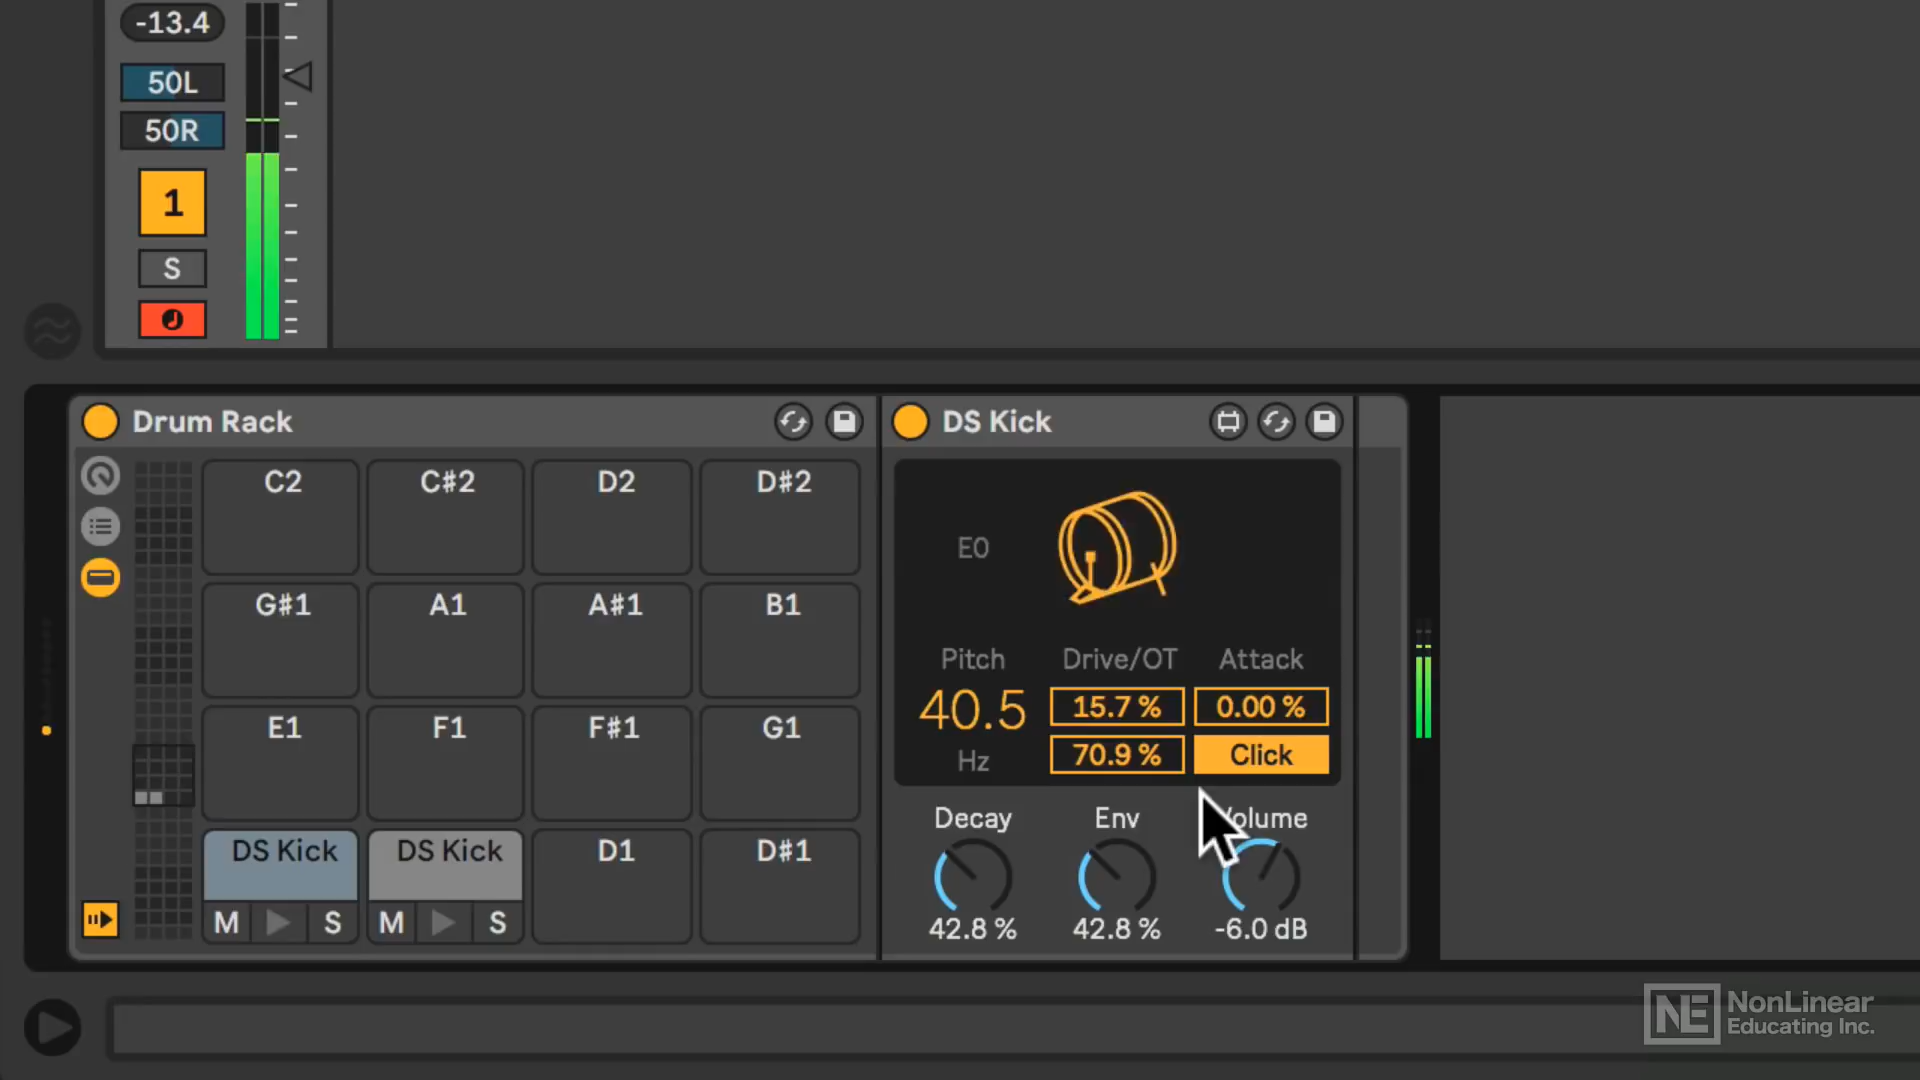 -13.4
50L
50R
1
S
Drum Rack
DS Kick
C2 C#2 D2 D#2
G#1 A1 A#1 B1
E1 F1 F#1 G1
DS Kick DS Kick D1 D#1
M S M S
E0
Pitch Drive/OT Attack
40.5 15.7 % 0.00 %
Hz 70.9 % Click
Decay Env Volume
42.8 % 42.8 % -6.0 dB
NE NonLinear
Educating Inc.